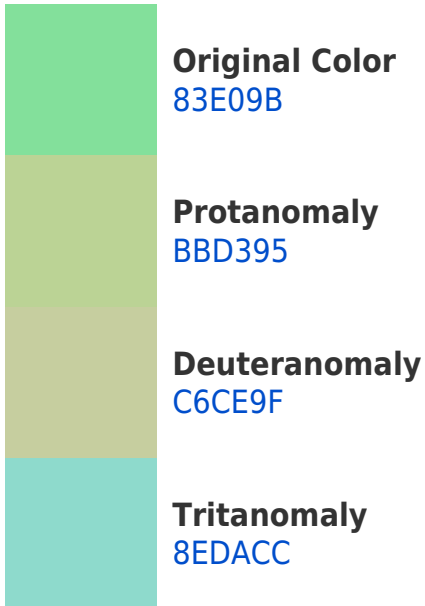 Original Color
83E09B
Protanomaly
BBD395
Deuteranomaly
C6CE9F
Tritanomaly
8EDACC